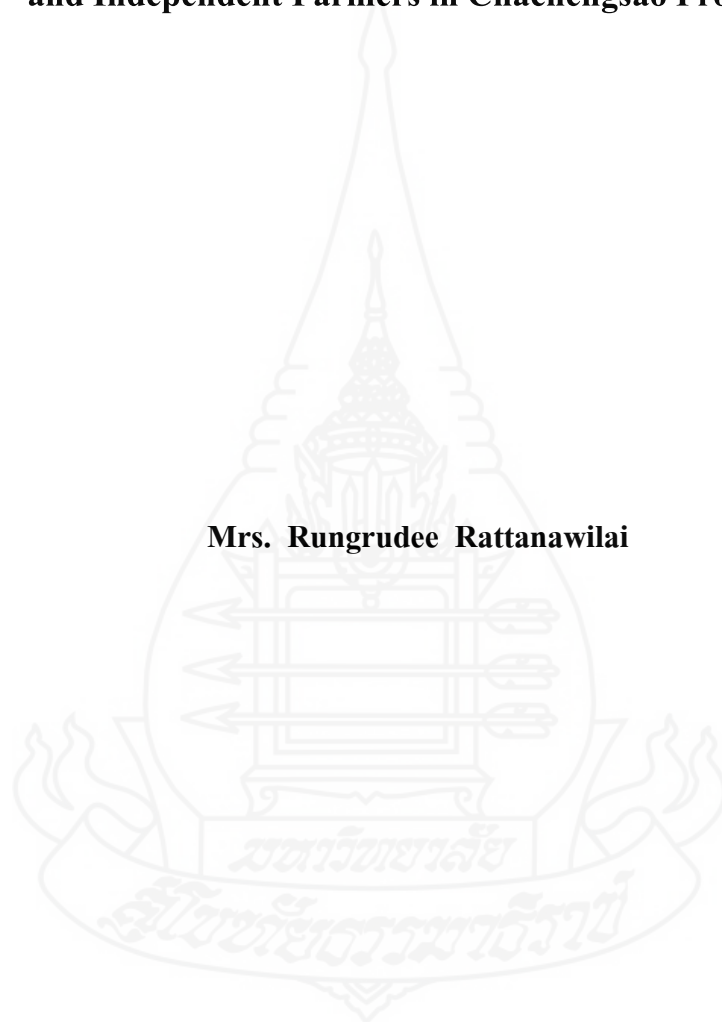 and Independent Farmers in Chachengsao Pro
Mrs. Rungrudee Rattanawilai
มหาวิทยาลัย
สุโขทัยธรรมาธิราช